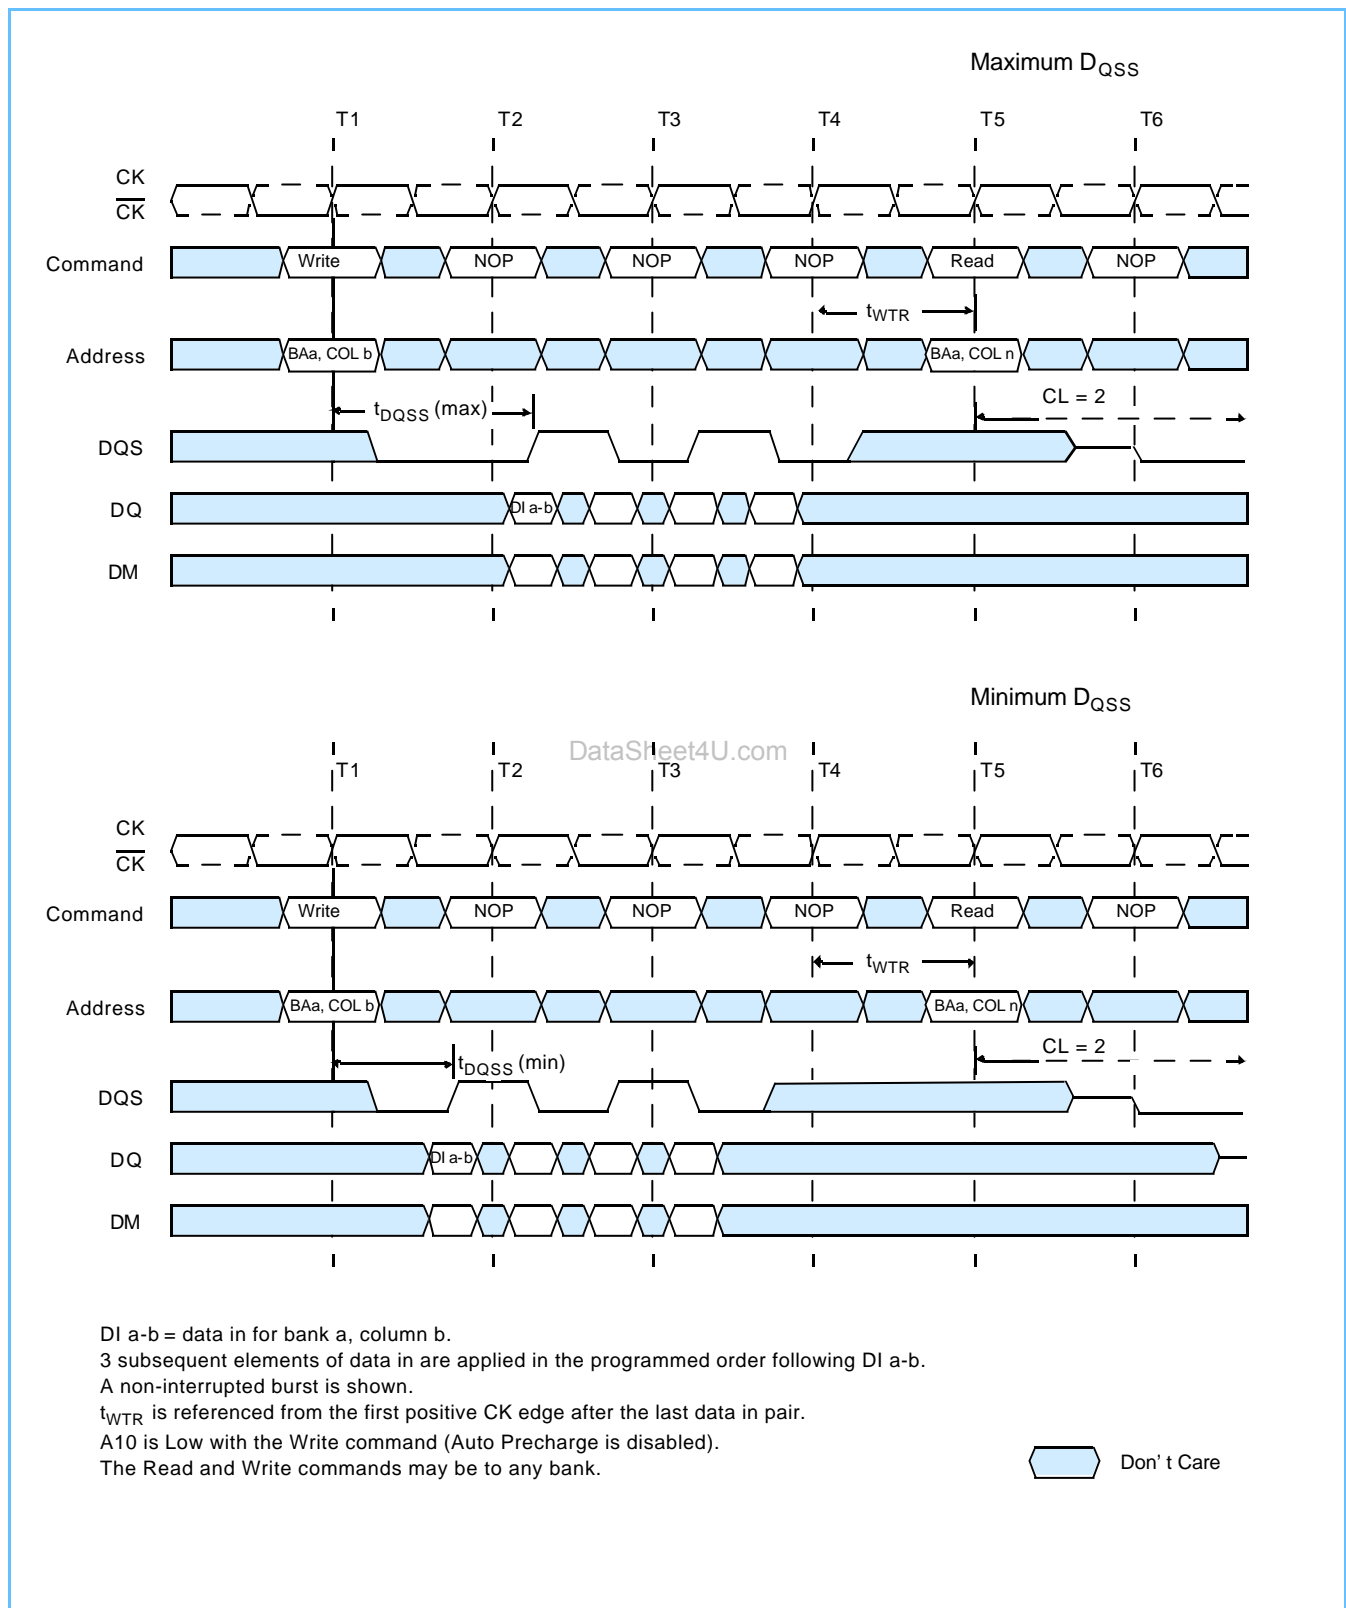 Maximum DQSS
T1 T2 T3 T4 T5 T6
CK
CK
Command Write NOP NOP NOP Read NOP
tWTR
Address BAa, COL b BAa, COL n
tDQSS (max) CL = 2
DQS
DQ DI a-b
DM
Minimum DQSS
DataSheet4U.com
T1 T2 T3 T4 T5 T6
CK
CK
Command Write NOP NOP NOP Read NOP
tWTR
Address BAa, COL b BAa, COL n
tDQSS (min) CL = 2
DQS
DQ DI a-b
DM
DI a-b = data in for bank a, column b.
3 subsequent elements of data in are applied in the programmed order following DI a-b.
A non-interrupted burst is shown.
tWTR is referenced from the first positive CK edge after the last data in pair.
A10 is Low with the Write command (Auto Precharge is disabled).
The Read and Write commands may be to any bank.
Don' t Care